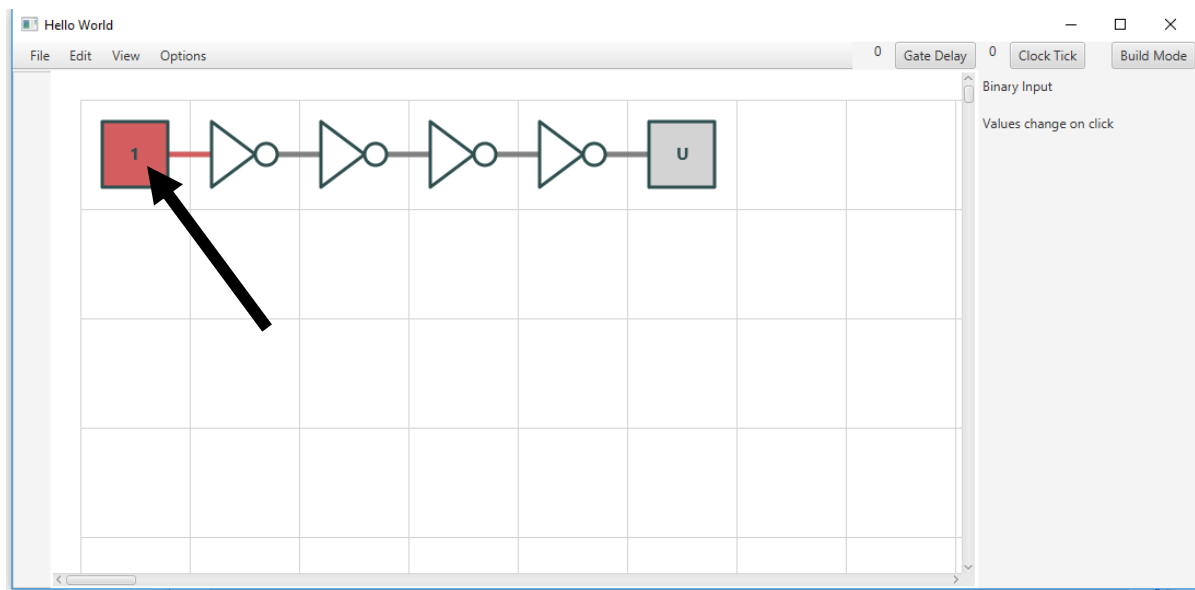 Hello World
File Edit View Options 0 Gate Delay 0 Clock Tick Build Mode
Binary Input
Values change on click
1 U